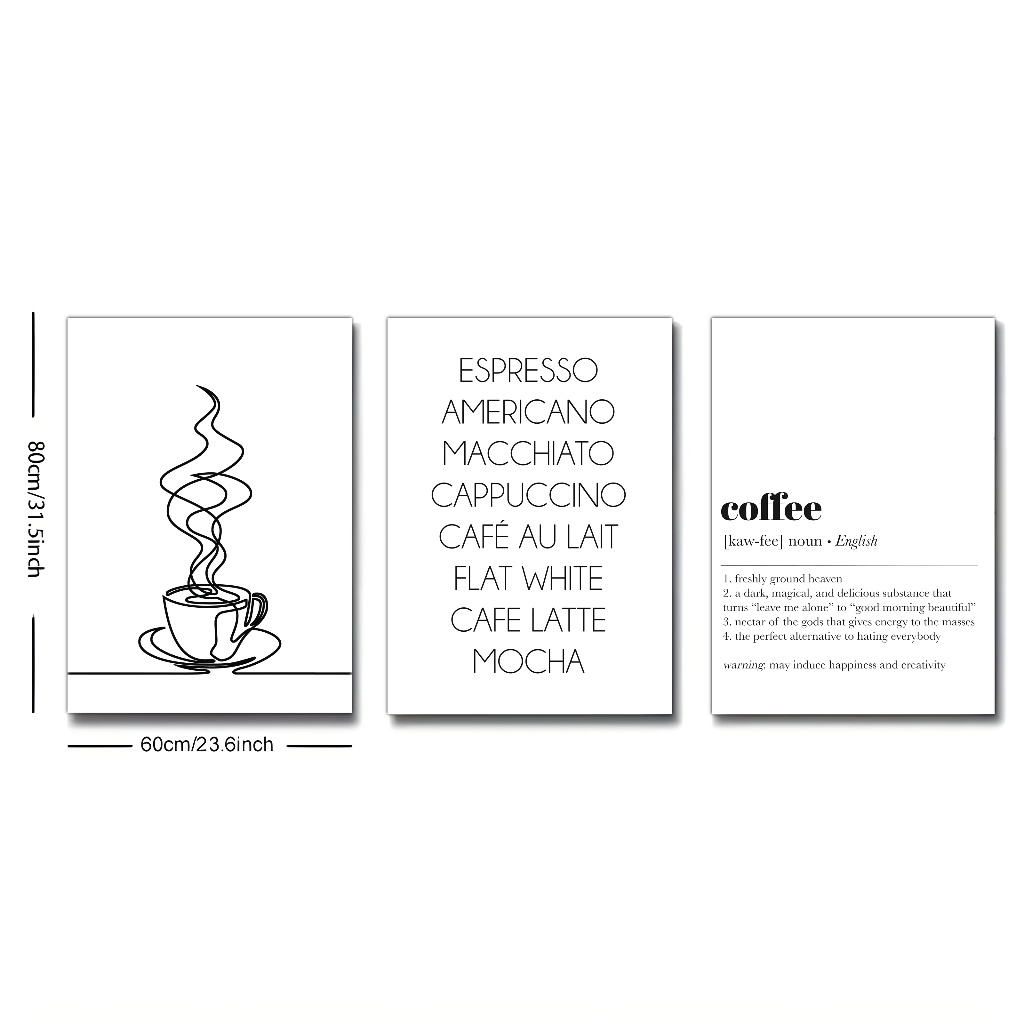 80cm/31.5inch
60cm/23.6inch
ESPRESSO
AMERICANO
MACCHIATO
CAPPUCCINO
CAFÉ AU LAIT
FLAT WHITE
CAFE LATTE
MOCHA
coffee
[kaw-fee] noun • English
1. freshly ground heaven
2. a dark, magical, and delicious substance that
turns “leave me alone” to “good morning beautiful”
3. nectar of the gods that gives energy to the masses
4. the perfect alternative to hating everybody
warning: may induce happiness and creativity